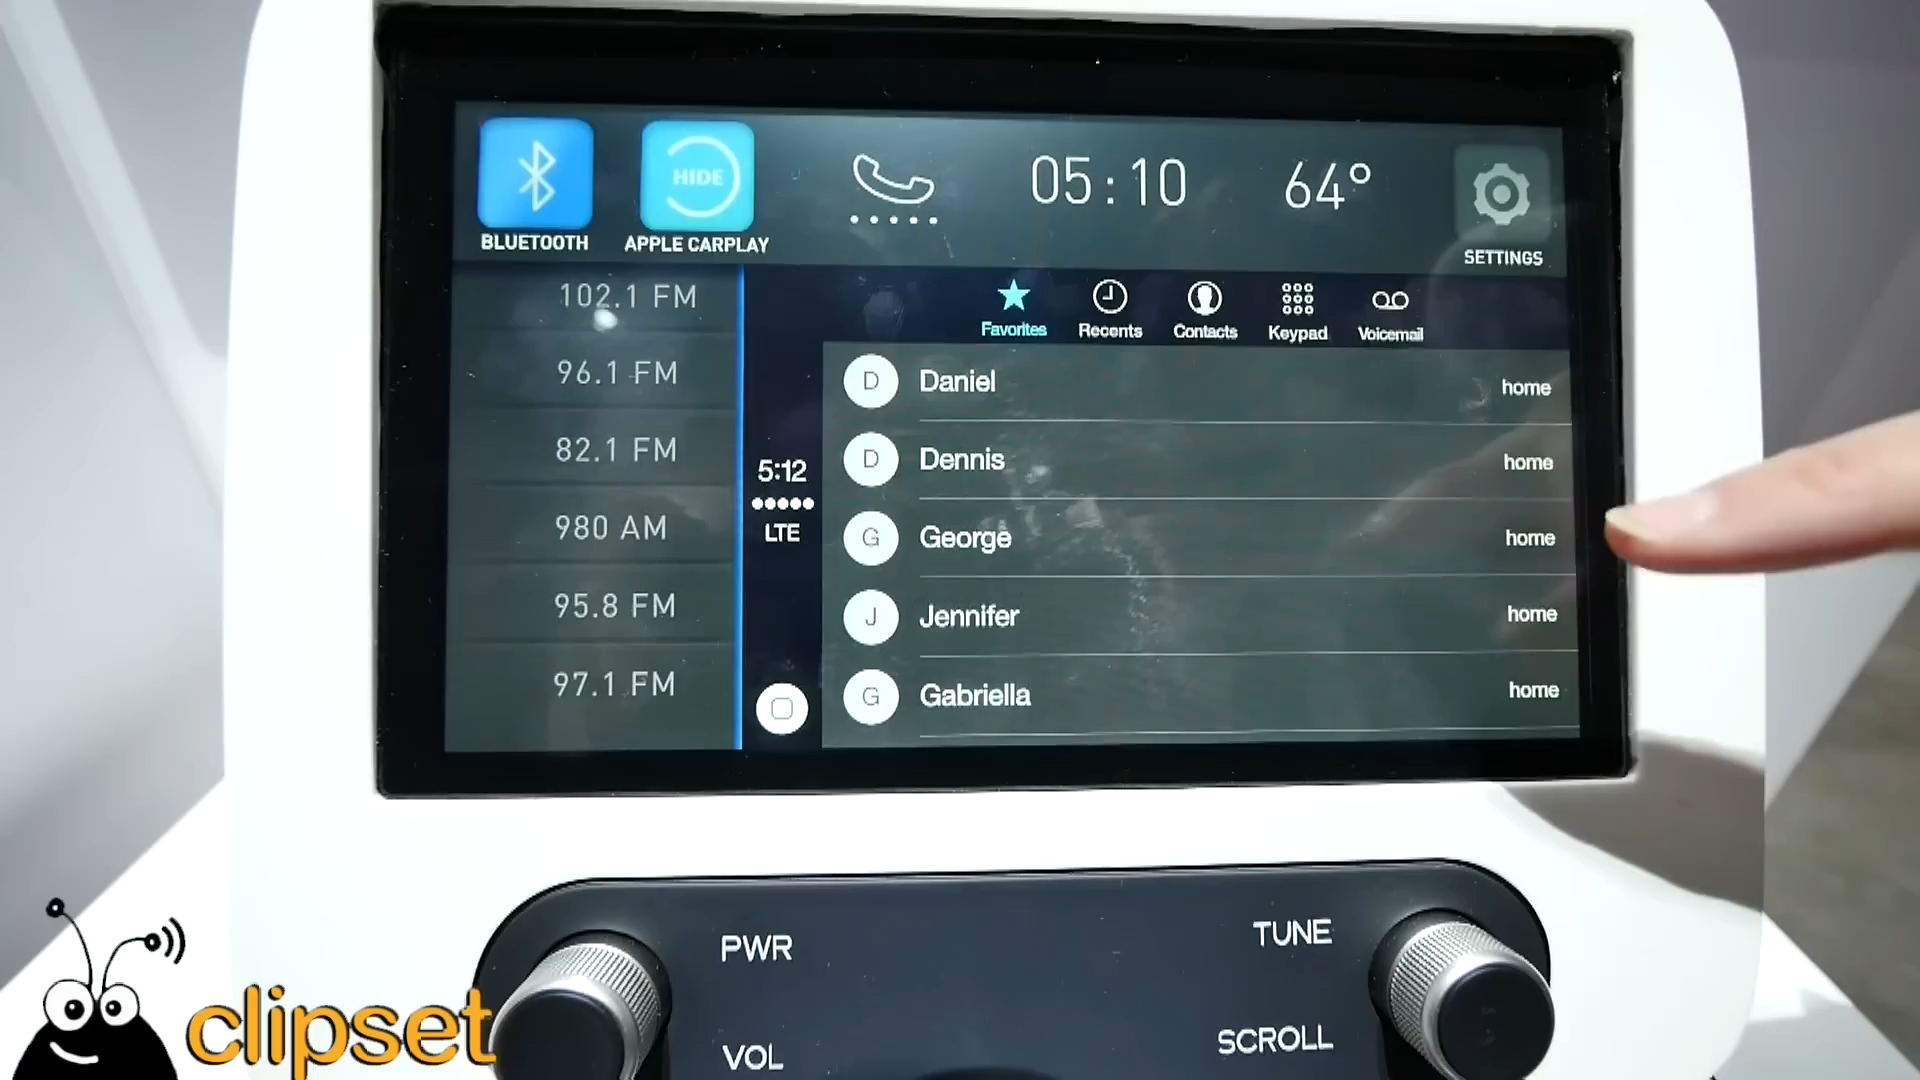 HIDE
05:10
64°
BLUETOOTH
APPLE CARPLAY
SETTINGS
102.1 FM
96.1 FM
82.1 FM
980 AM
95.8 FM
97.1 FM
5:12
LTE
Favorites
Recents
Contacts
Keypad
Voicemail
D Daniel home
D Dennis home
G George home
J Jennifer home
G Gabriella home
PWR
TUNE
VOL
SCROLL
clipset